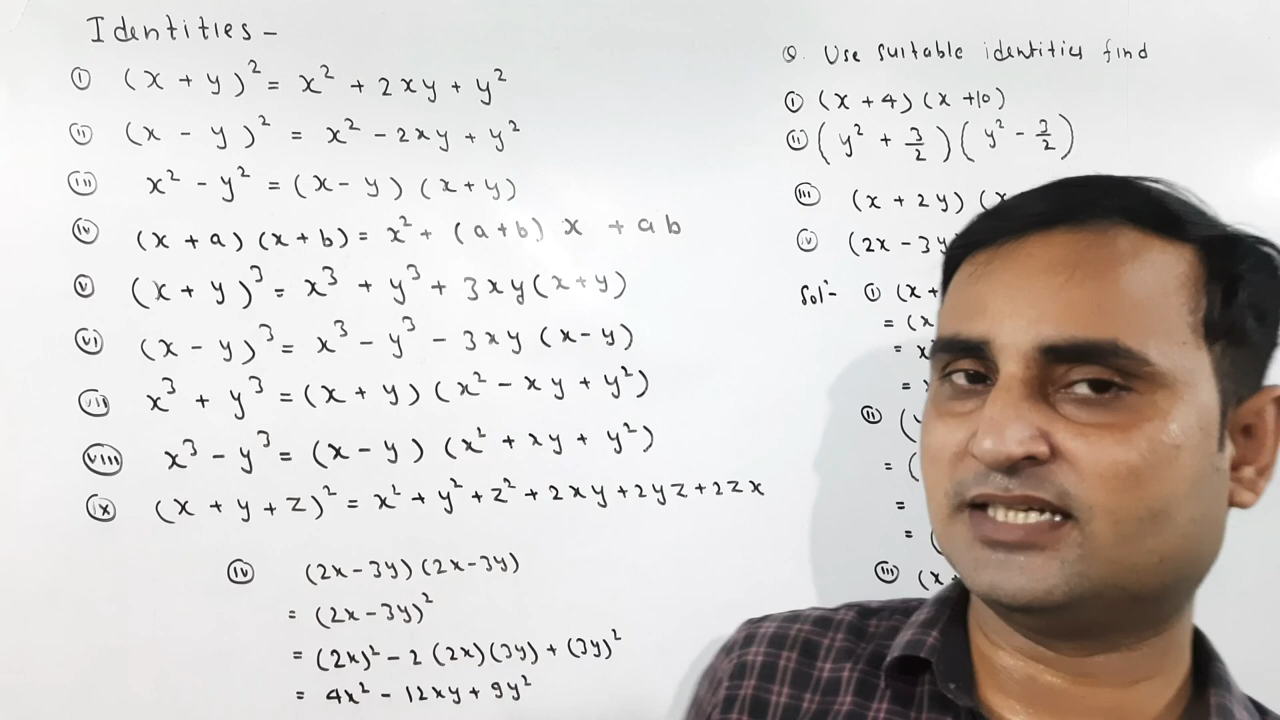 Identities -
(i) (x + y)² = x² + 2xy + y²
(ii) (x - y)² = x² - 2xy + y²
(iii) x² - y² = (x - y) (x + y)
(iv) (x + a) (x + b) = x² + (a + b) x + ab
(v) (x + y)³ = x³ + y³ + 3xy(x + y)
(vi) (x - y)³ = x³ - y³ - 3xy (x - y)
(vii) x³ + y³ = (x + y) (x² - xy + y²)
(viii) x³ - y³ = (x - y) (x² + xy + y²)
(ix) (x + y + z)² = x² + y² + z² + 2xy + 2yz + 2zx
(iv) (2x - 3y) (2x - 3y)
= (2x - 3y)²
= (2x)² - 2 (2x) (3y) + (3y)²
= 4x² - 12xy + 9y²
Q. Use suitable identities find
(i) (x + 4) (x + 10)
(ii) (y² + 3/2) (y² - 3/2)
(iii) (x + 2y) (x
(iv) (2x - 3y
Solⁿ- (i) (x +
= (x
= x²
=
(ii) (y
= (
=
= (
(iii) (x +